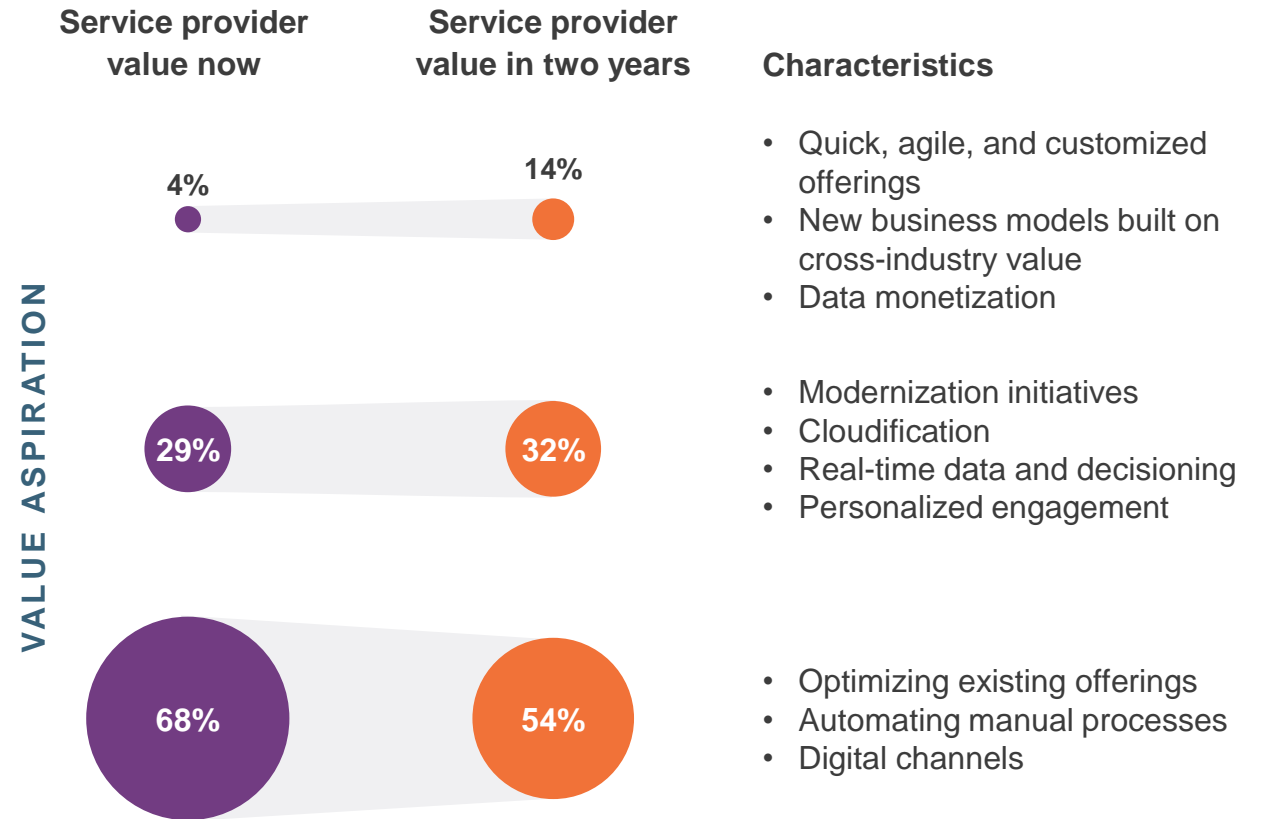 Service provider
value now
Service provider
value in two years
Characteristics
VALUE ASPIRATION
4%
14%
• Quick, agile, and customized
offerings
• New business models built on
cross-industry value
• Data monetization
29%
32%
• Modernization initiatives
• Cloudification
• Real-time data and decisioning
• Personalized engagement
68%
54%
• Optimizing existing offerings
• Automating manual processes
• Digital channels